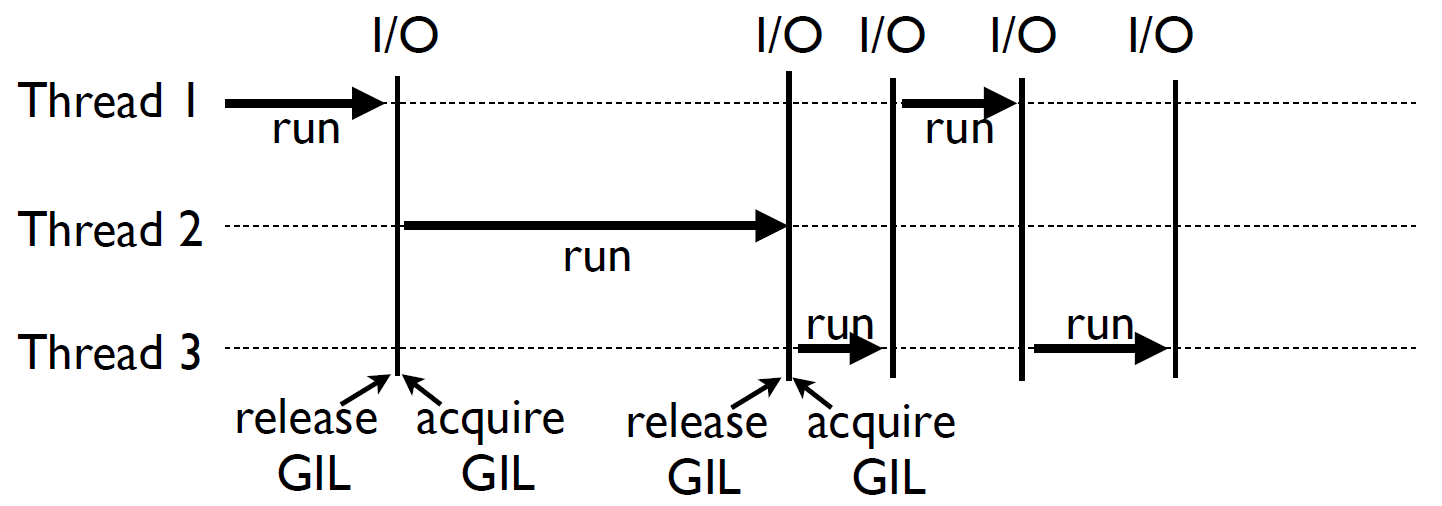 I/O I/O I/O I/O I/O
Thread 1
run run
Thread 2
run
run run
Thread 3
release acquire release acquire
GIL GIL GIL GIL